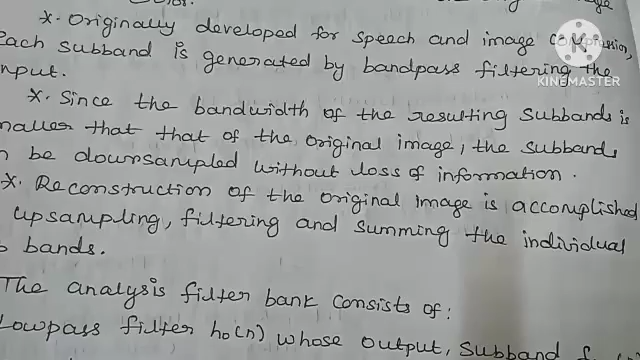 x. Originally developed for speech and image
Each subband is generated by bandpass filtering the
nput.
KINEMASTER
x. Since the bandwidth of the resulting subbands is
maller that that of the original image, the subbands
n be downsampled without loss of information.
x. Reconstruction of the original image is accomplished
upsampling, filtering and summing the individual
b bands.
The analysis filter bank consists of:
Lowpass filter h0(n) whose output, subband